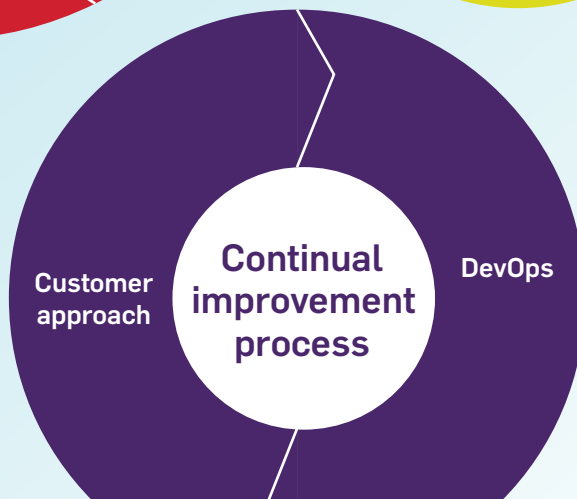 Continual
improvement
process
Customer
approach
DevOps